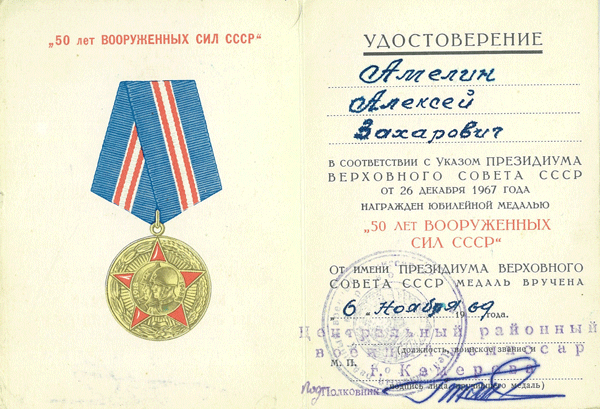 „50 лет ВООРУЖЕННЫХ СИЛ СССР“
УДОСТОВЕРЕНИЕ
Амелин
Алексей
Захарович
В СООТВЕТСТВИИ С УКАЗОМ ПРЕЗИДИУМА
ВЕРХОВНОГО СОВЕТА СССР
ОТ 26 ДЕКАБРЯ 1967 ГОДА
НАГРАЖДЕН ЮБИЛЕЙНОЙ МЕДАЛЬЮ
„50 ЛЕТ ВООРУЖЕННЫХ
СИЛ СССР“
ОТ ИМЕНИ ПРЕЗИДИУМА ВЕРХОВНОГО
СОВЕТА СССР МЕДАЛЬ ВРУЧЕНА
„6 “ Ноября 19 69 года.
Центральный районный
(должность, воинское звание и
М. П.
г. Кемерово
Подполковник
(подпись лица, вручившего медаль)